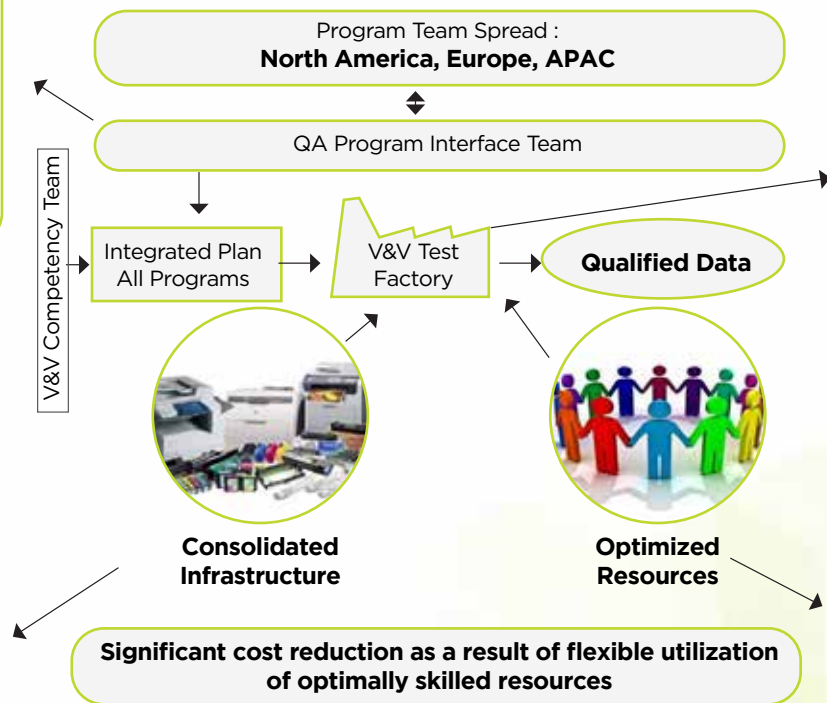 Program Team Spread :
North America, Europe, APAC
QA Program Interface Team
V&V Competency Team
Integrated Plan
All Programs
V&V Test
Factory
Qualified Data
Consolidated
Infrastructure
Optimized
Resources
Significant cost reduction as a result of flexible utilization
of optimally skilled resources